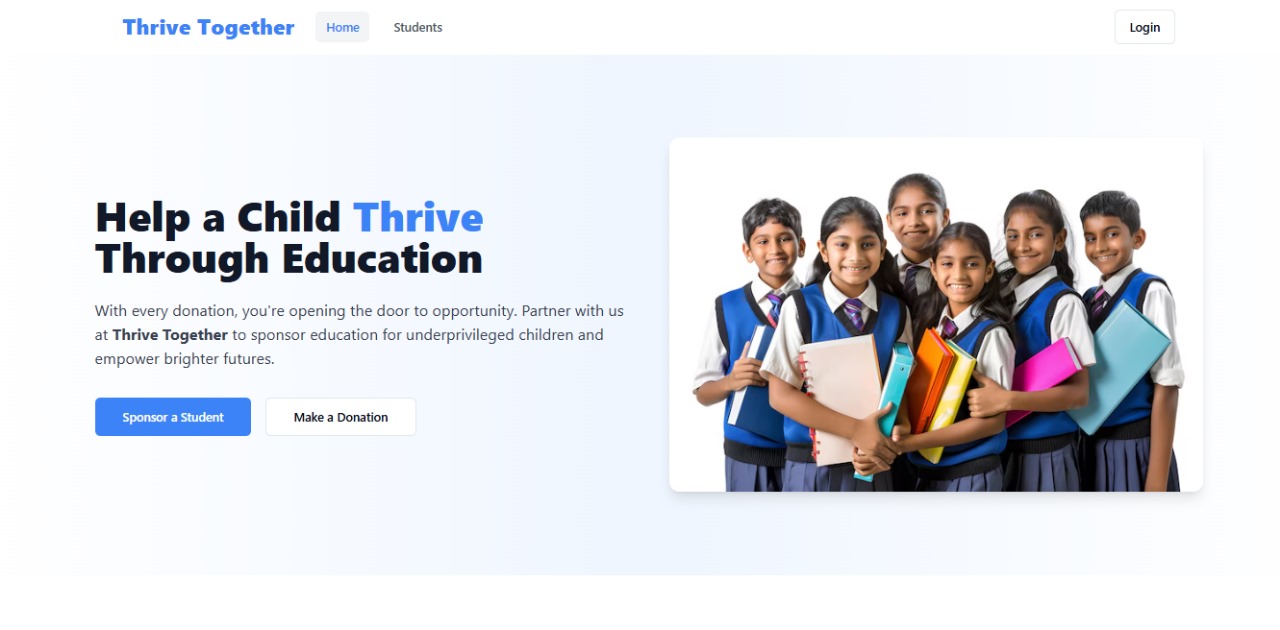 Thrive Together
Home
Students
Login
Help a Child Thrive
Through Education
With every donation, you're opening the door to opportunity. Partner with us
at Thrive Together to sponsor education for underprivileged children and
empower brighter futures.
Sponsor a Student
Make a Donation